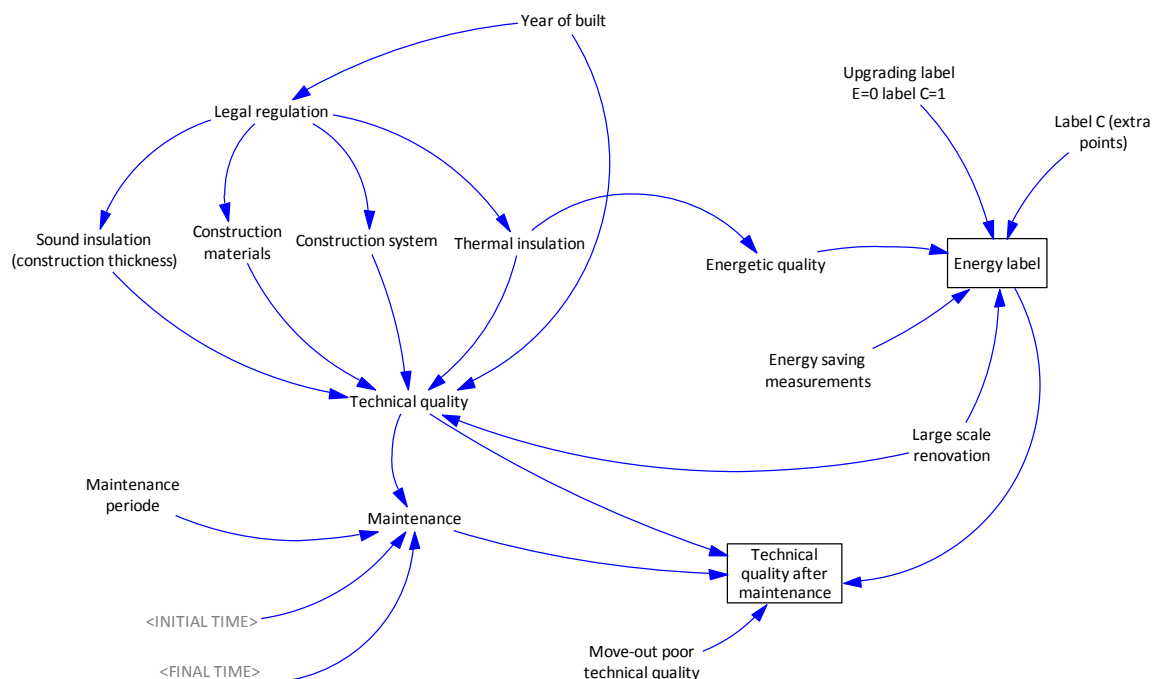 Year of built
Upgrading label
E=0 label C=1
Legal regulation
Label C (extra
points)
Sound insulation
(construction thickness)
Construction
materials
Construction system
Thermal insulation
Energetic quality
Energy label
Energy saving
measurements
Technical quality
Large scale
renovation
Maintenance
periode
Maintenance
Technical
quality after
maintenance
<INITIAL TIME>
Move-out poor
technical quality
<FINAL TIME>